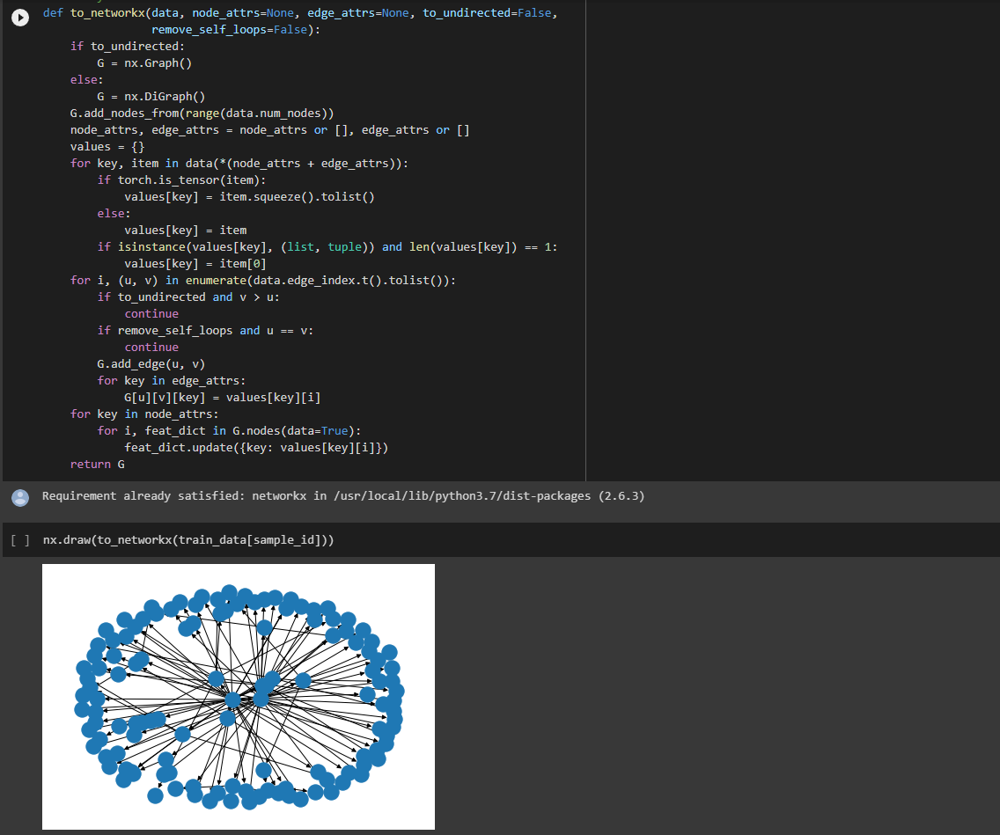 def to_networkx(data, node_attrs=None, edge_attrs=None, to_undirected=False,
                remove_self_loops=False):
    if to_undirected:
        G = nx.Graph()
    else:
        G = nx.DiGraph()
    G.add_nodes_from(range(data.num_nodes))
    node_attrs, edge_attrs = node_attrs or [], edge_attrs or []
    values = {}
    for key, item in data(*(node_attrs + edge_attrs)):
        if torch.is_tensor(item):
            values[key] = item.squeeze().tolist()
        else:
            values[key] = item
        if isinstance(values[key], (list, tuple)) and len(values[key]) == 1:
            values[key] = item[0]
    for i, (u, v) in enumerate(data.edge_index.t().tolist()):
        if to_undirected and v > u:
            continue
        if remove_self_loops and u == v:
            continue
        G.add_edge(u, v)
        for key in edge_attrs:
            G[u][v][key] = values[key][i]
    for key in node_attrs:
        for i, feat_dict in G.nodes(data=True):
            feat_dict.update({key: values[key][i]})
    return G
Requirement already satisfied: networkx in /usr/local/lib/python3.7/dist-packages (2.6.3)
[ ] nx.draw(to_networkx(train_data[sample_id]))